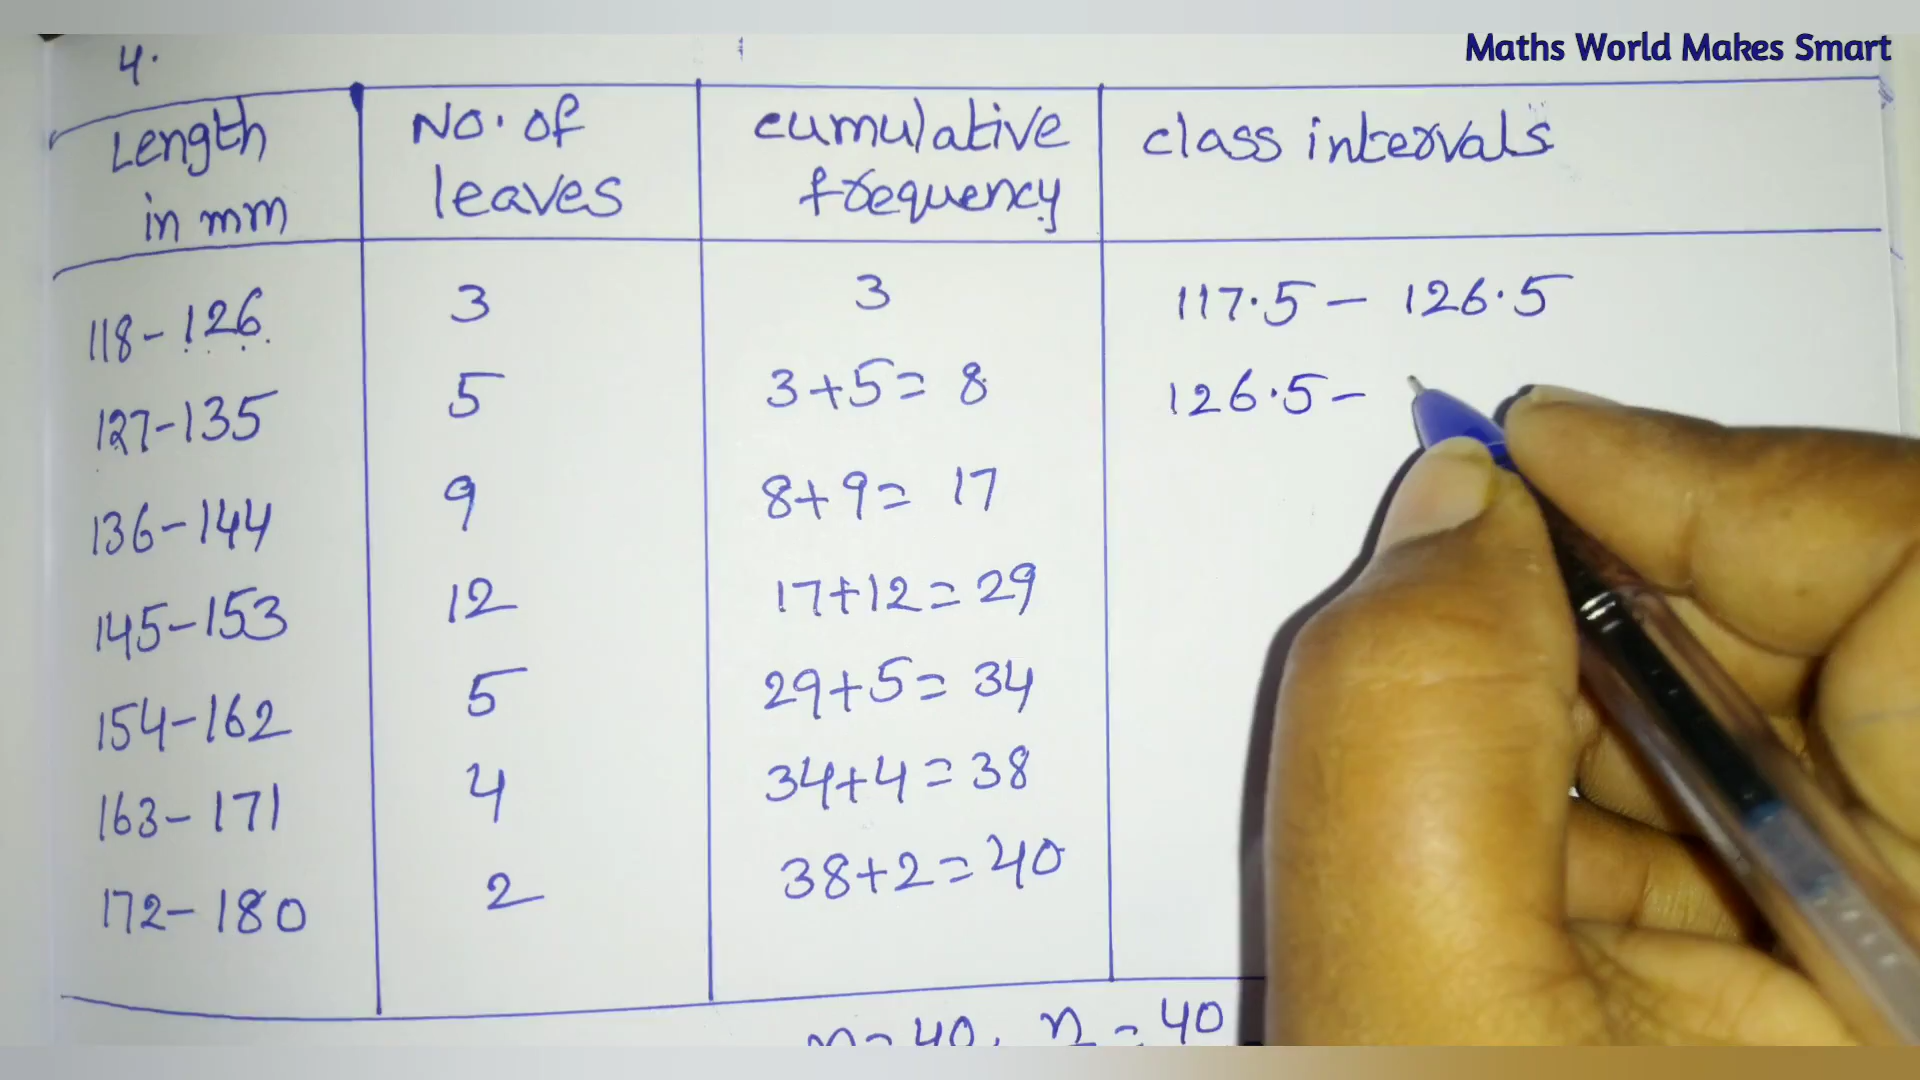 Maths World Makes Smart
4.
Length in mm No. of leaves cumulative frequency class intervals
118-126 3 3 117.5 - 126.5
127-135 5 3+5= 8 126.5-
136-144 9 8+9= 17
145-153 12 17+12=29
154-162 5 29+5=34
163-171 4 34+4=38
172-180 2 38+2=40
n=40, n = 40